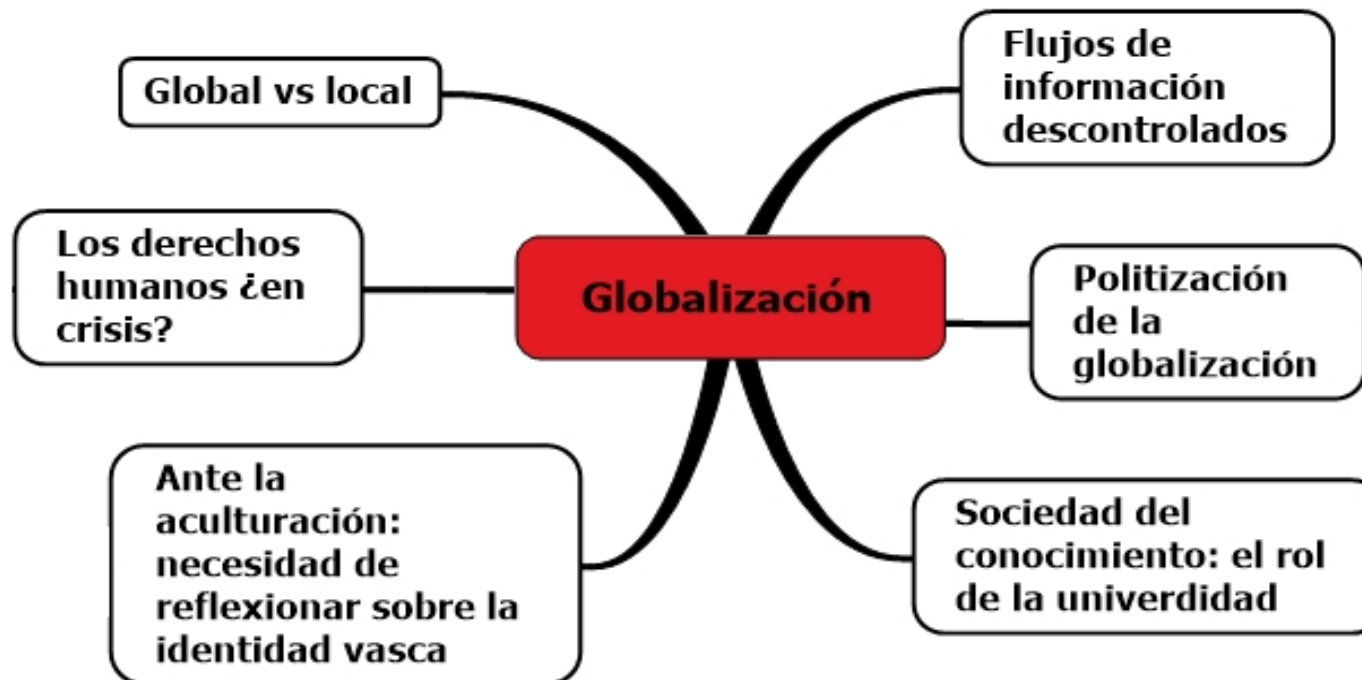 Global vs local
Flujos de
información
descontrolados
Los derechos
humanos ¿en
crisis?
Globalización
Politización
de la
globalización
Ante la
aculturación:
necesidad de
reflexionar sobre la
identidad vasca
Sociedad del
conocimiento: el rol
de la univerdidad